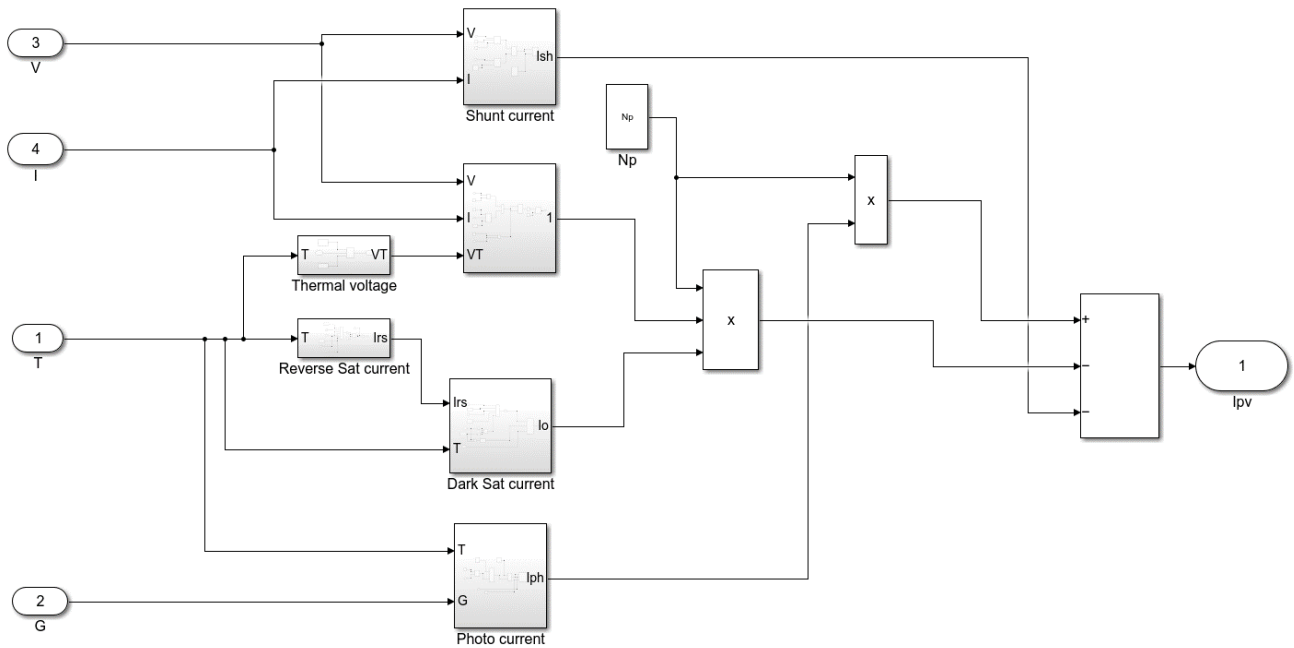 3
V
V
I
Ish
Shunt current
Np
Np
4
I
V
I
VT
1
x
T
VT
Thermal voltage
1
T
T
Irs
Reverse Sat current
x
+
−
−
1
Ipv
Irs
T
Io
Dark Sat current
T
G
Iph
Photo current
2
G